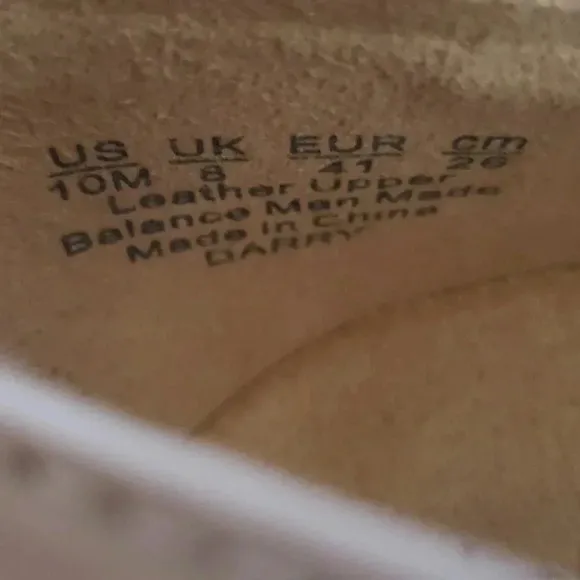 US UK EUR cm
10M 8 41 26
Leather Upper
Balance Man Made
Made in China
DARRY